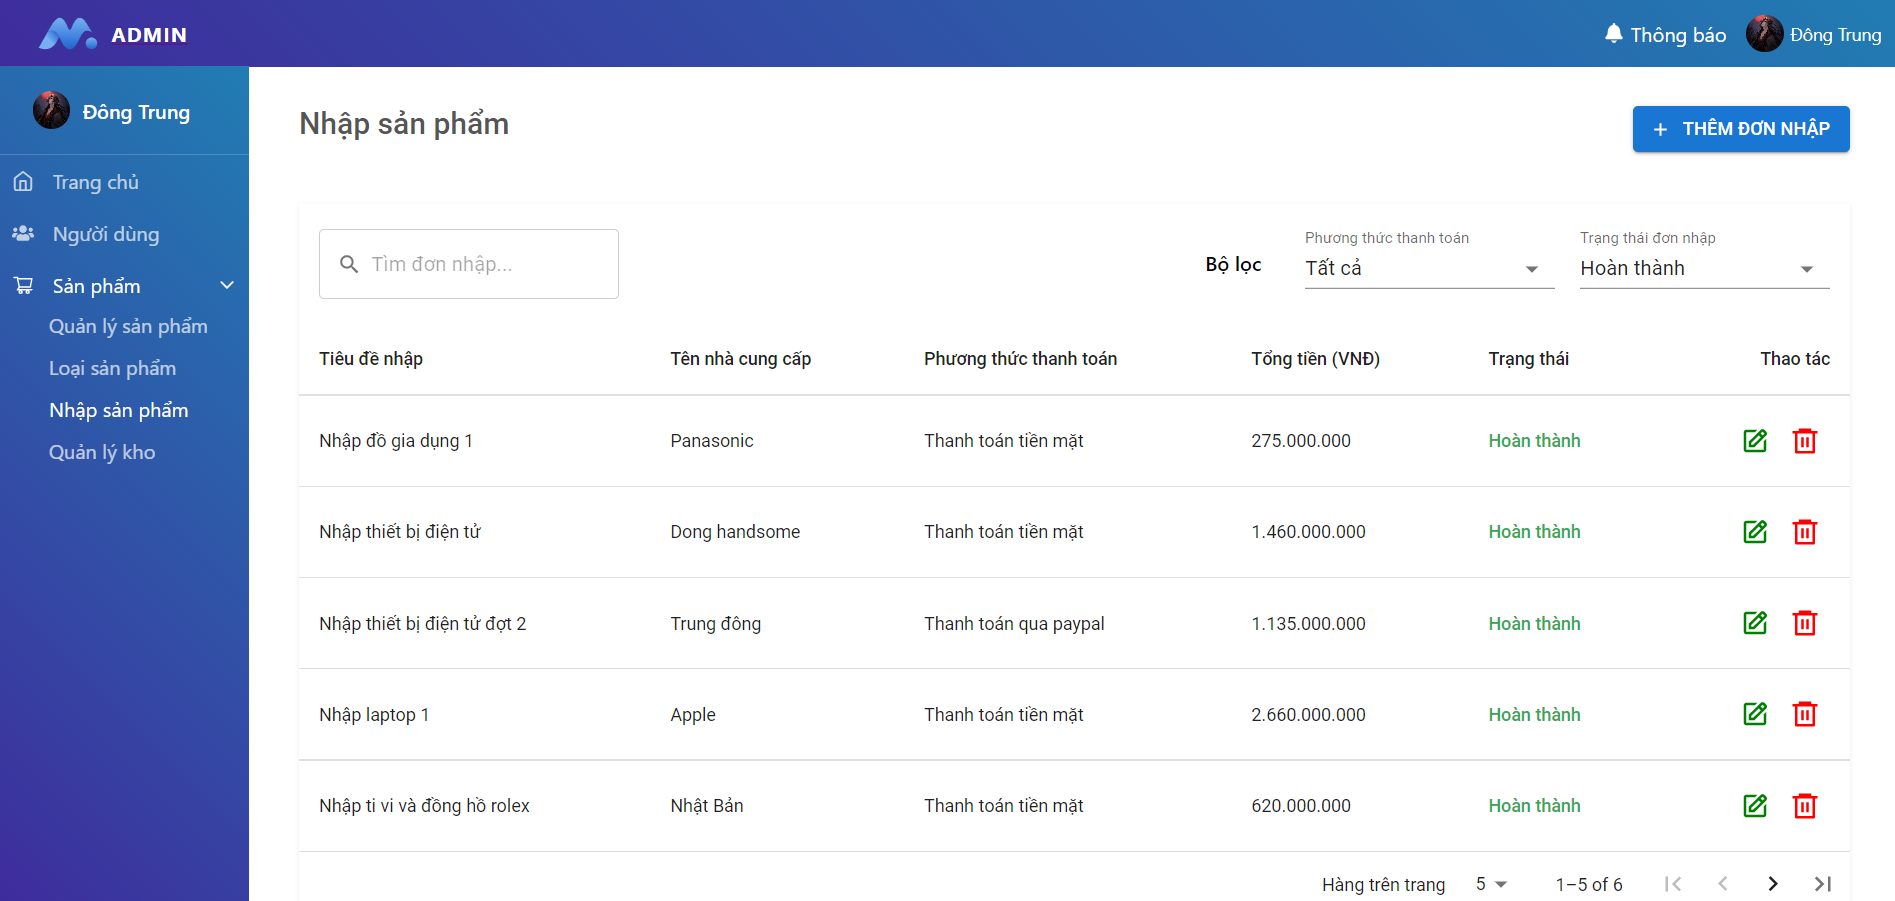 ADMIN
Thông báo
Đông Trung
Đông Trung
Trang chủ
Người dùng
Sản phẩm
Quản lý sản phẩm
Loại sản phẩm
Nhập sản phẩm
Quản lý kho
Nhập sản phẩm
+ THÊM ĐƠN NHẬP
Tìm đơn nhập...
Bộ lọc
Phương thức thanh toán
Tất cả
Trạng thái đơn nhập
Hoàn thành
Tiêu đề nhập Tên nhà cung cấp Phương thức thanh toán Tổng tiền (VNĐ) Trạng thái Thao tác
Nhập đồ gia dụng 1 Panasonic Thanh toán tiền mặt 275.000.000 Hoàn thành
Nhập thiết bị điện tử Dong handsome Thanh toán tiền mặt 1.460.000.000 Hoàn thành
Nhập thiết bị điện tử đợt 2 Trung đông Thanh toán qua paypal 1.135.000.000 Hoàn thành
Nhập laptop 1 Apple Thanh toán tiền mặt 2.660.000.000 Hoàn thành
Nhập ti vi và đồng hồ rolex Nhật Bản Thanh toán tiền mặt 620.000.000 Hoàn thành
Hàng trên trang 5 1–5 of 6